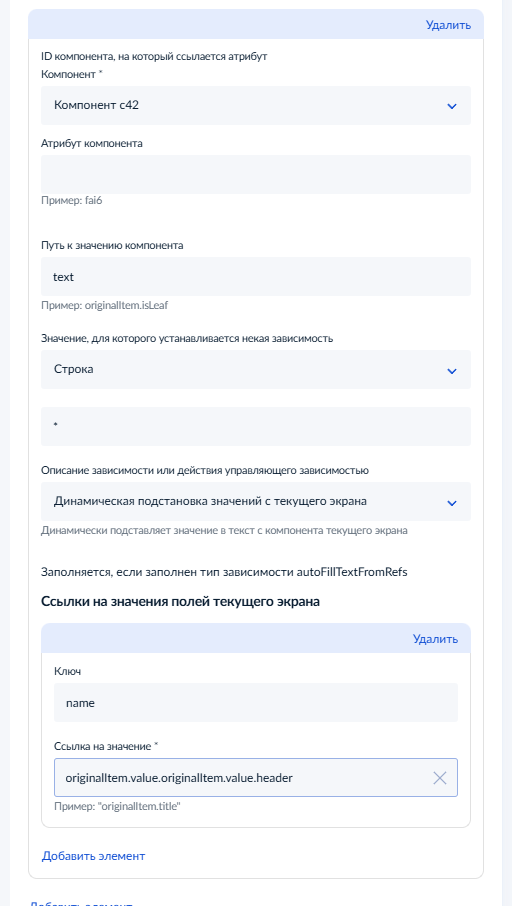 Удалить
ID компонента, на который ссылается атрибут
Компонент *
Компонент c42
Атрибут компонента
Пример: fai6
Путь к значению компонента
text
Пример: originalItem.isLeaf
Значение, для которого устанавливается некая зависимость
Строка
*
Описание зависимости или действия управляющего зависимостью
Динамическая подстановка значений с текущего экрана
Динамически подставляет значение в текст с компонента текущего экрана
Заполняется, если заполнен тип зависимости autoFillTextFromRefs
Ссылки на значения полей текущего экрана
Удалить
Ключ
name
Ссылка на значение *
originalItem.value.originalItem.value.header
Пример: "originalItem.title"
Добавить элемент
Добавить элемент